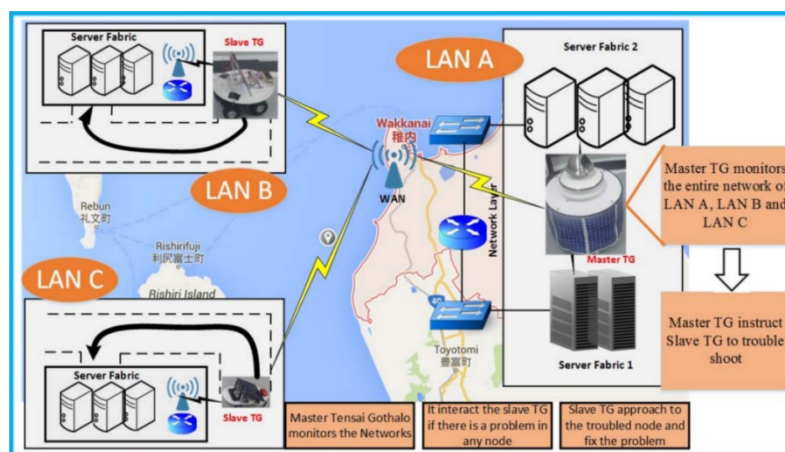 Server Fabric
Slave TG
LAN B
LAN A
Server Fabric 2
Wakkanai
稚内
WAN
Network Layer
Master TG
Server Fabric 1
Master TG monitors
the entire network of
LAN A, LAN B and
LAN C
Master TG instruct
Slave TG to trouble
shoot
Rebun
礼文町
Rishirifuji
利尻富士町
Rishiri Island
LAN C
Server Fabric
Slave TG
40
Toyotomi
豊富町
Master Tensai Gothalo
monitors the Networks
It interact the slave TG
if there is a problem in
any node
Slave TG approach to
the troubled node and
fix the problem